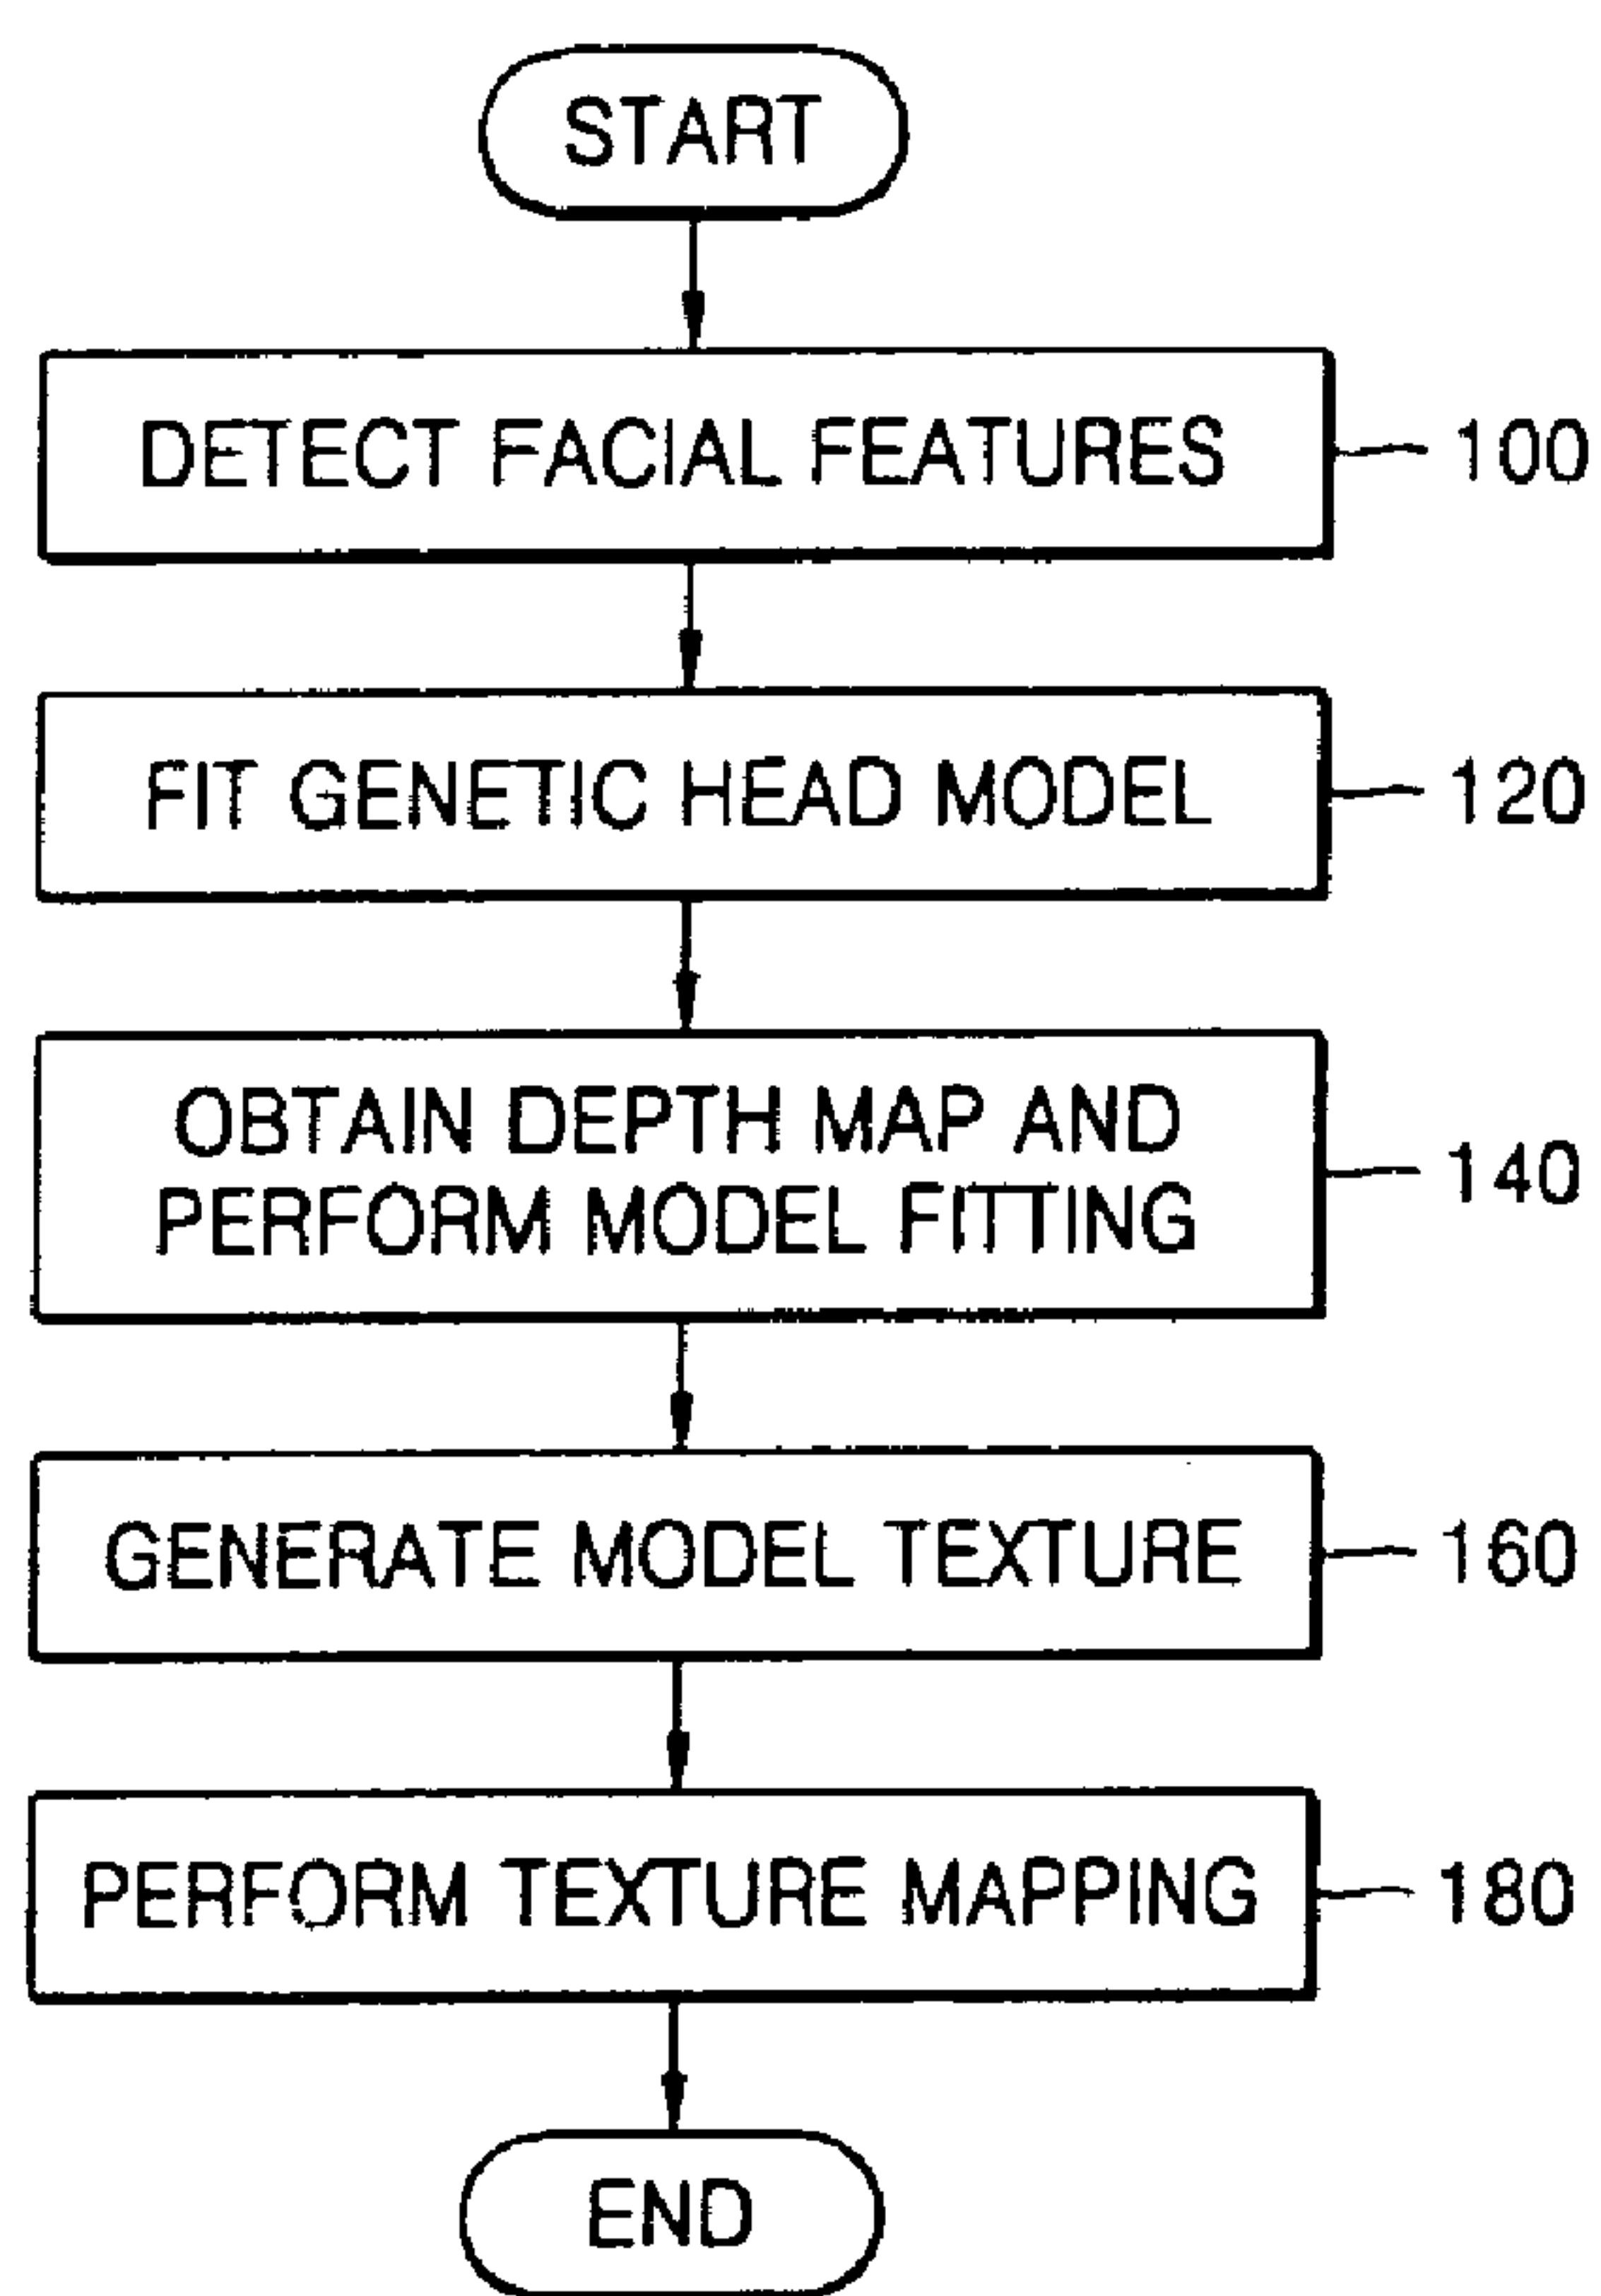 START
DETECT FACIAL FEATURES
100
FIT GENETIC HEAD MODEL
120
OBTAIN DEPTH MAP AND
PERFORM MODEL FITTING
140
GENERATE MODEL TEXTURE
160
PERFORM TEXTURE MAPPING
180
END